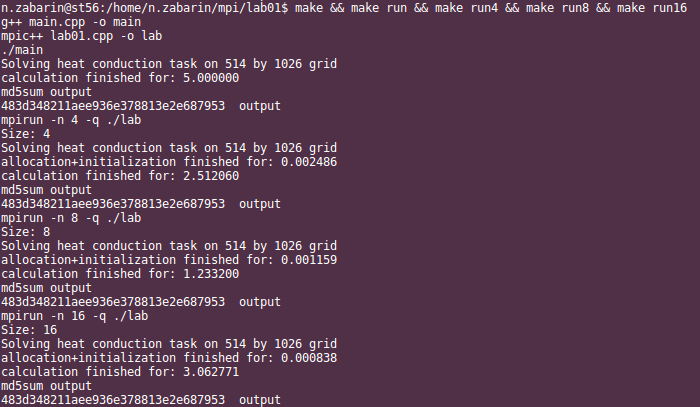 n.zabarin@st56:/home/n.zabarin/mpi/lab01$ make && make run && make run4 && make run8 && make run16
g++ main.cpp -o main
mpic++ lab01.cpp -o lab
./main
Solving heat conduction task on 514 by 1026 grid
calculation finished for: 5.000000
md5sum output
483d348211aee936e378813e2e687953  output
mpirun -n 4 -q ./lab
Size: 4
Solving heat conduction task on 514 by 1026 grid
allocation+initialization finished for: 0.002486
calculation finished for: 2.512060
md5sum output
483d348211aee936e378813e2e687953  output
mpirun -n 8 -q ./lab
Size: 8
Solving heat conduction task on 514 by 1026 grid
allocation+initialization finished for: 0.001159
calculation finished for: 1.233200
md5sum output
483d348211aee936e378813e2e687953  output
mpirun -n 16 -q ./lab
Size: 16
Solving heat conduction task on 514 by 1026 grid
allocation+initialization finished for: 0.000838
calculation finished for: 3.062771
md5sum output
483d348211aee936e378813e2e687953  output